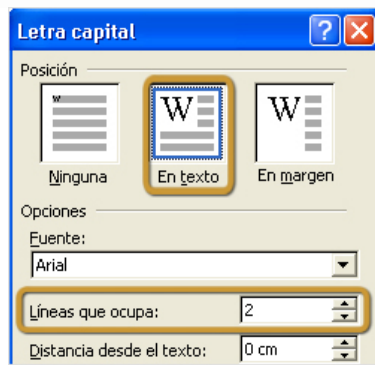 Letra capital
Posición
W W W
Ninguna En texto En margen
Opciones
Fuente:
Arial
Líneas que ocupa: 2
Distancia desde el texto: 0 cm